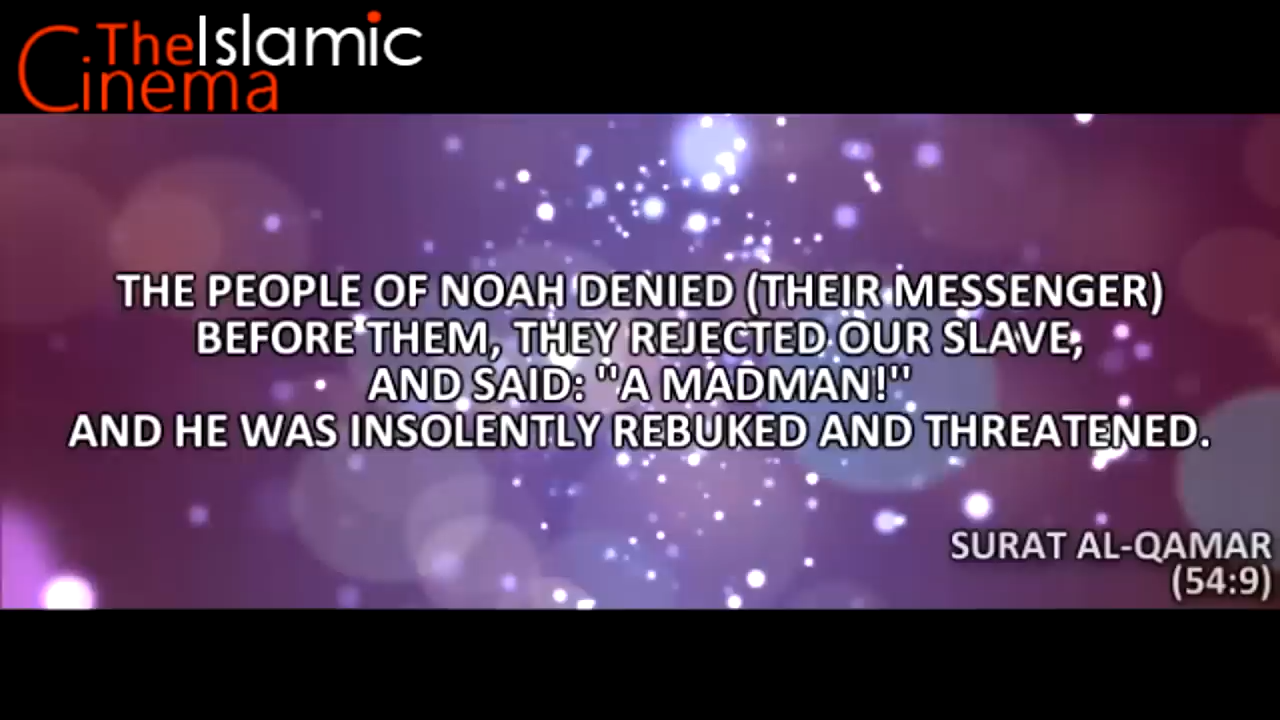 TheIslamic
Cinema
THE PEOPLE OF NOAH DENIED (THEIR MESSENGER)
BEFORE THEM, THEY REJECTED OUR SLAVE,
AND SAID: "A MADMAN!"
AND HE WAS INSOLENTLY REBUKED AND THREATENED.
SURAT AL-QAMAR
(54:9)